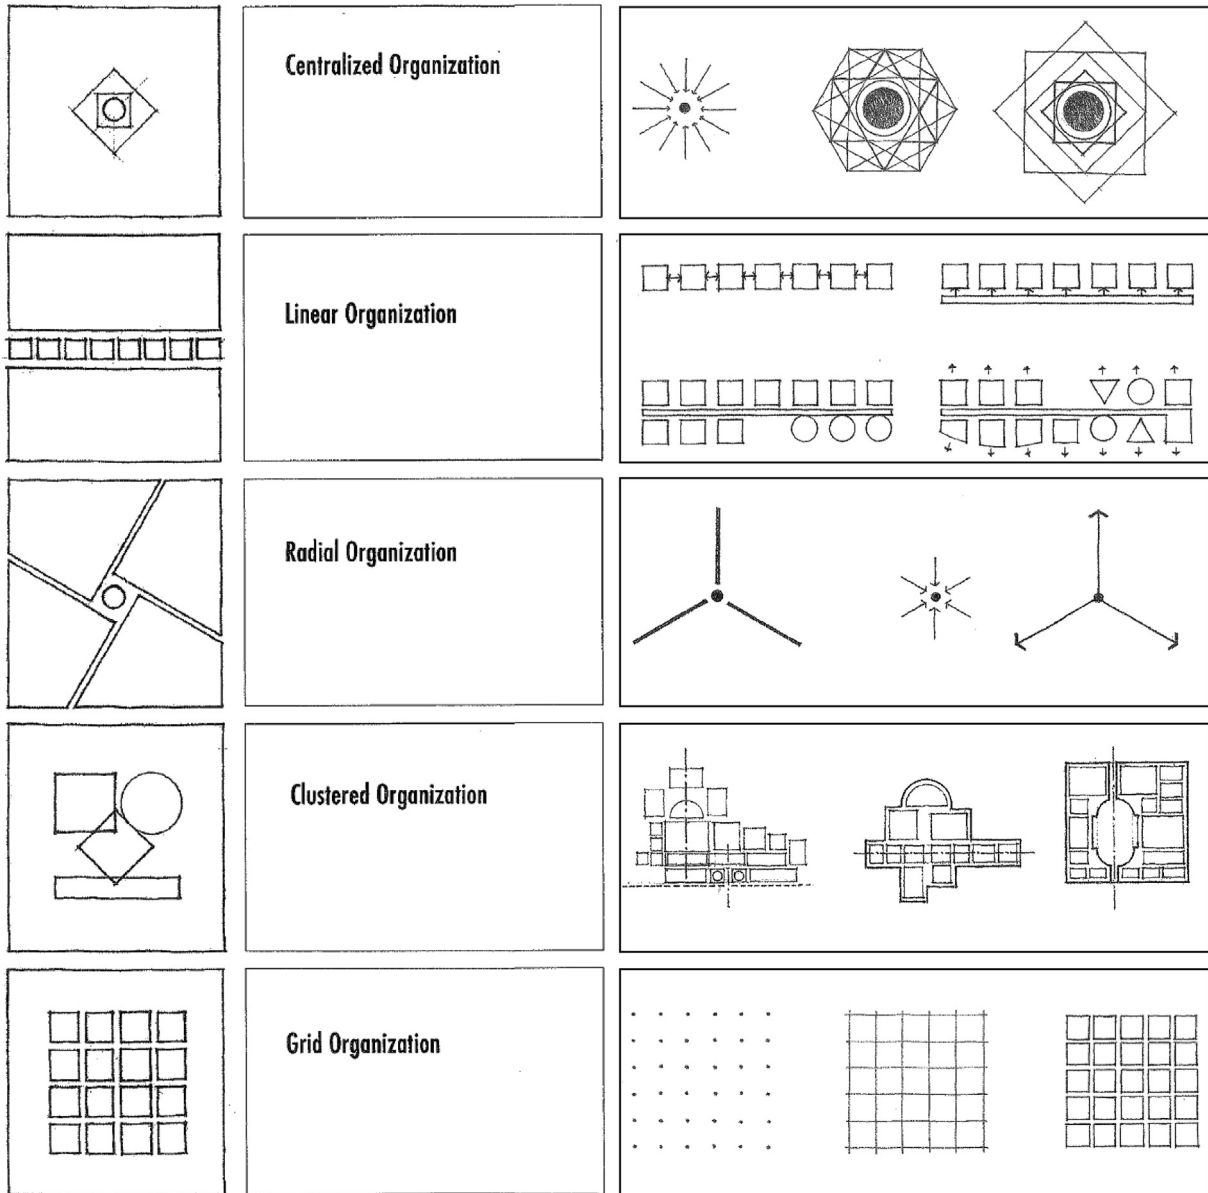 Centralized Organization
Linear Organization
Radial Organization
Clustered Organization
Grid Organization